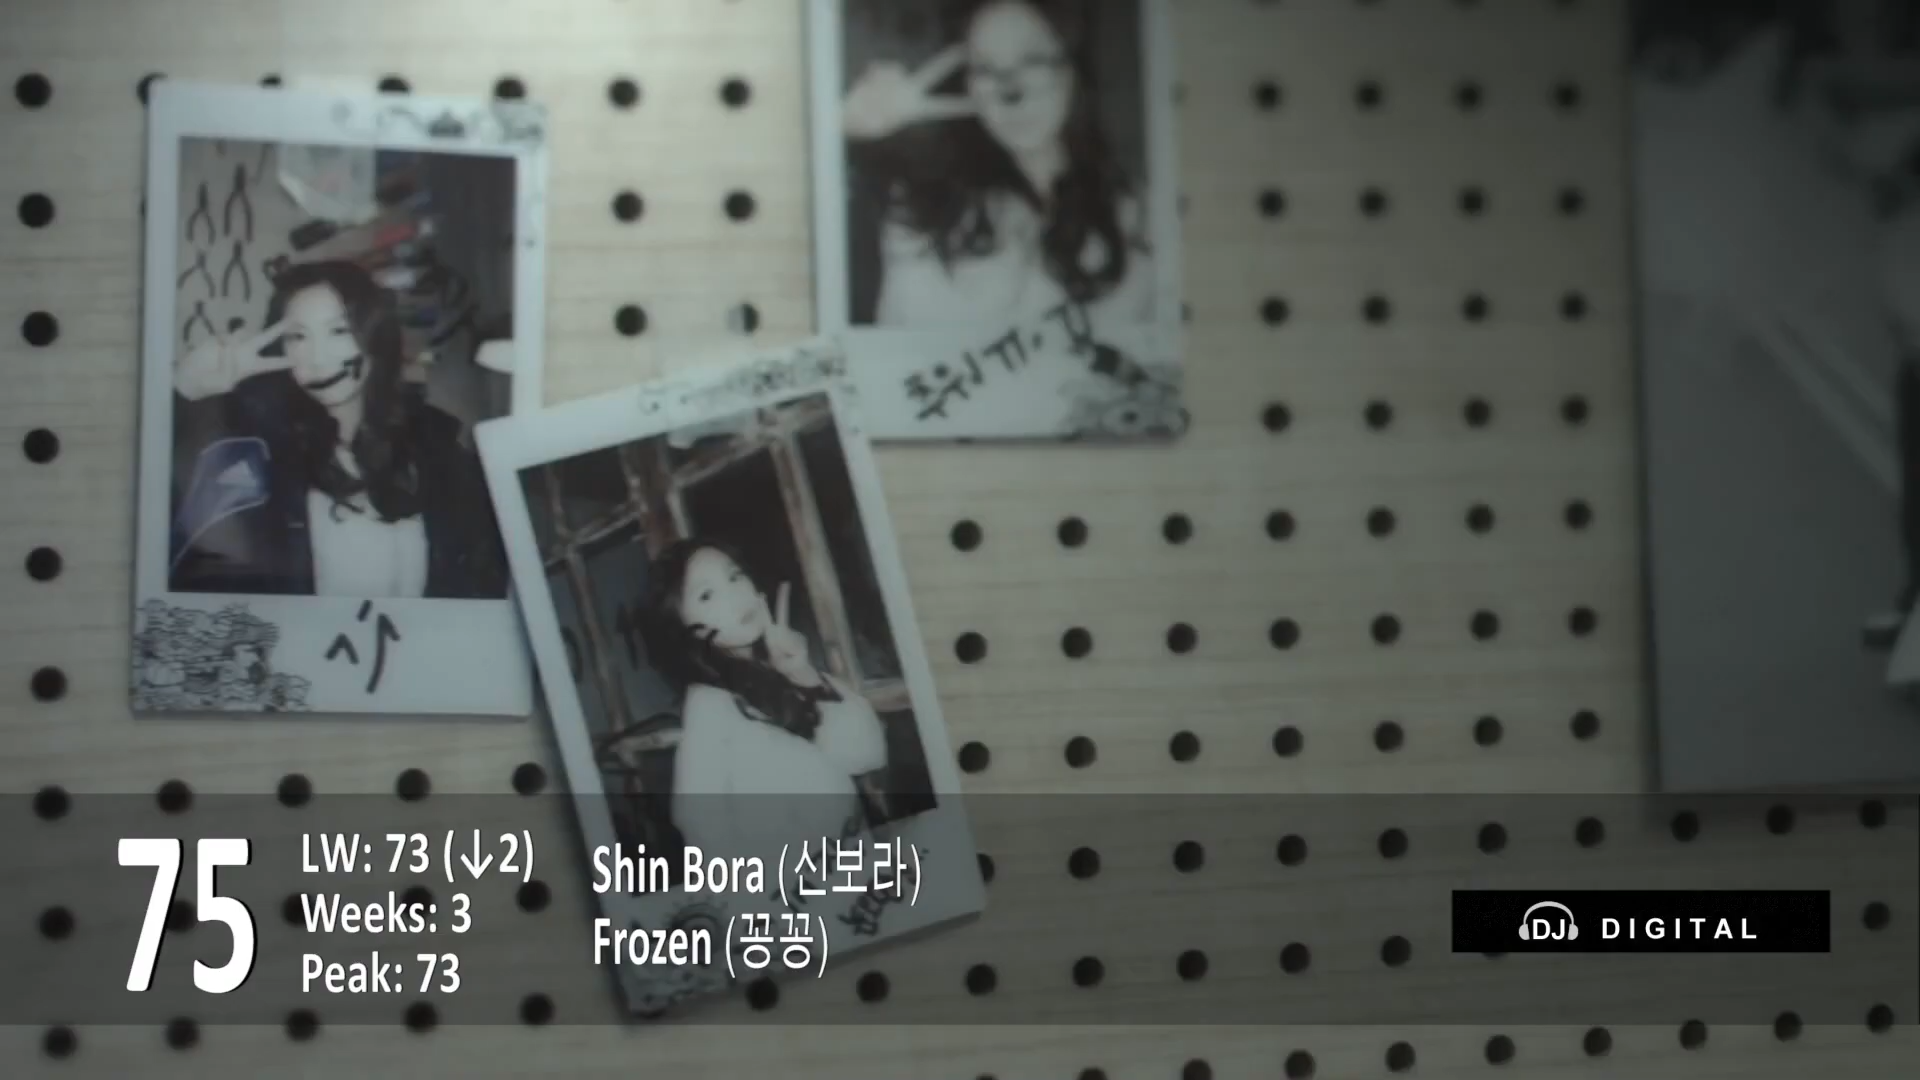 75
LW: 73 (↓2)
Weeks: 3
Peak: 73
Shin Bora (신보라)
Frozen (꽁꽁)
DJ DIGITAL